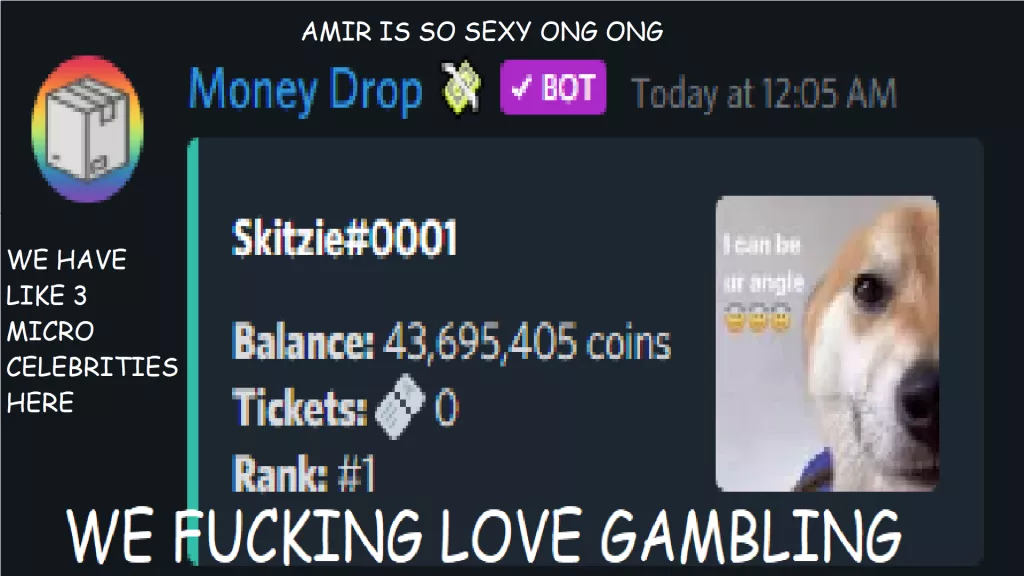 AMIR IS SO SEXY ONG ONG
Money Drop 💸 ✓ BOT Today at 12:05 AM
WE HAVE
LIKE 3
MICRO
CELEBRITIES
HERE
Skitzie#0001
I can be
ur angle
Balance: 43,695,405 coins
Tickets: 0
Rank: #1
WE FUCKING LOVE GAMBLING